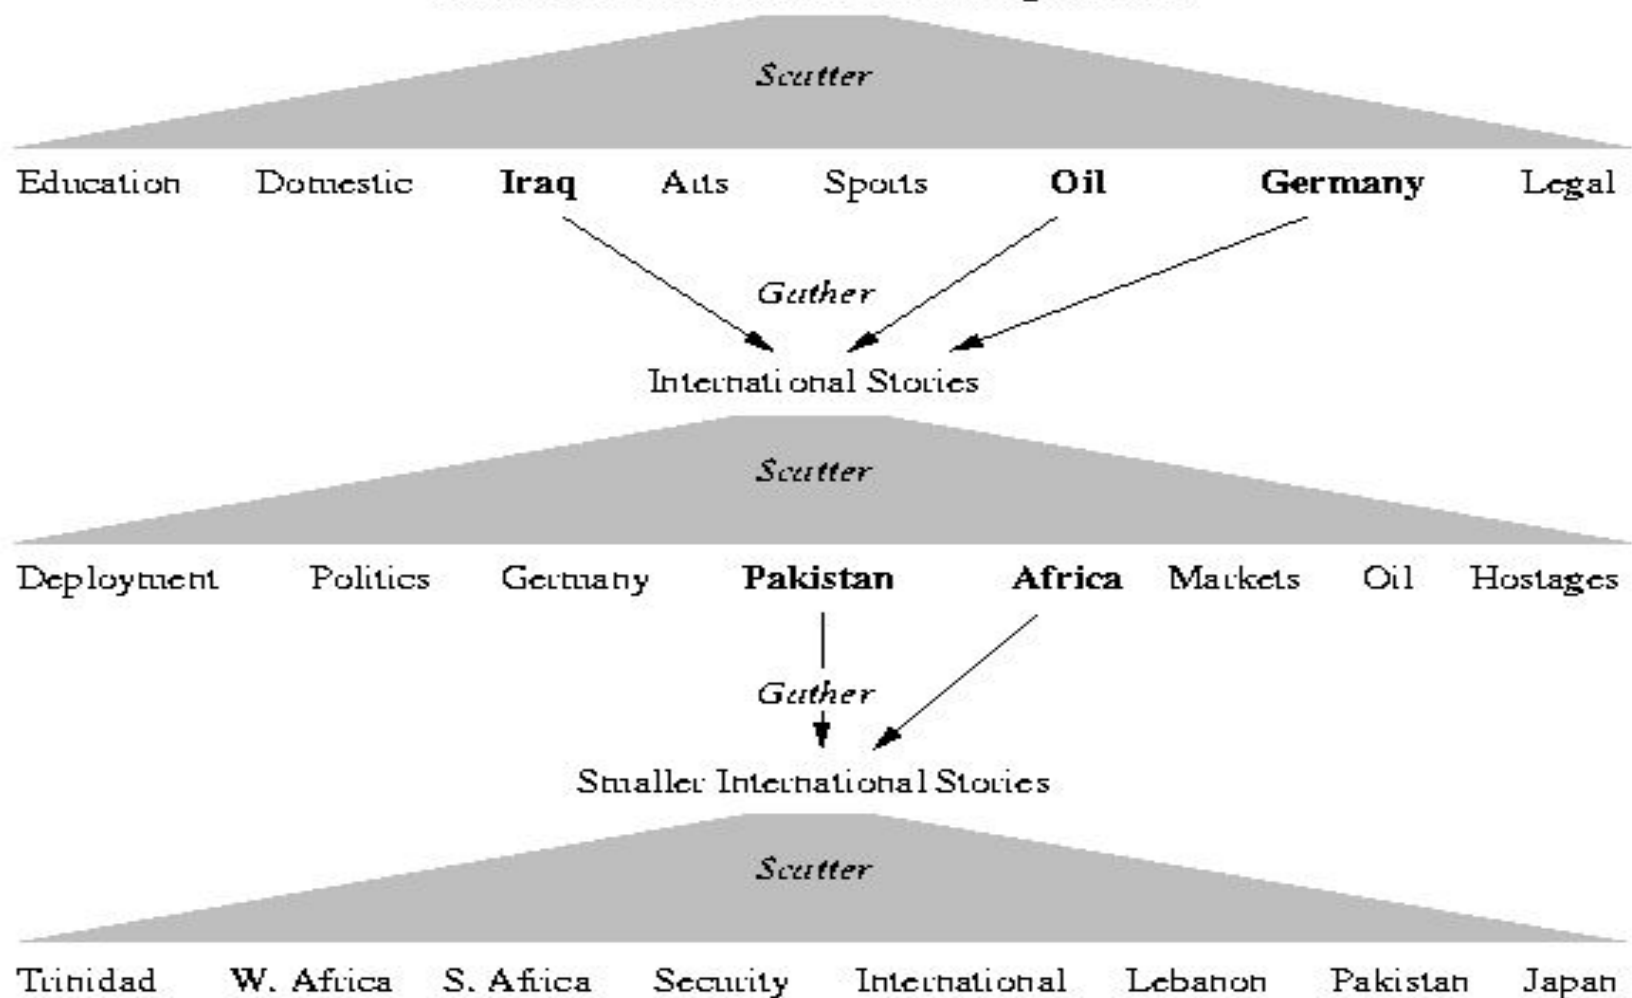 Scatter
Education Domestic Iraq Arts Sports Oil Germany Legal
Gather
International Stories
Scatter
Deployment Politics Germany Pakistan Africa Markets Oil Hostages
Gather
Smaller International Stories
Scatter
Trinidad W. Africa S. Africa Security International Lebanon Pakistan Japan